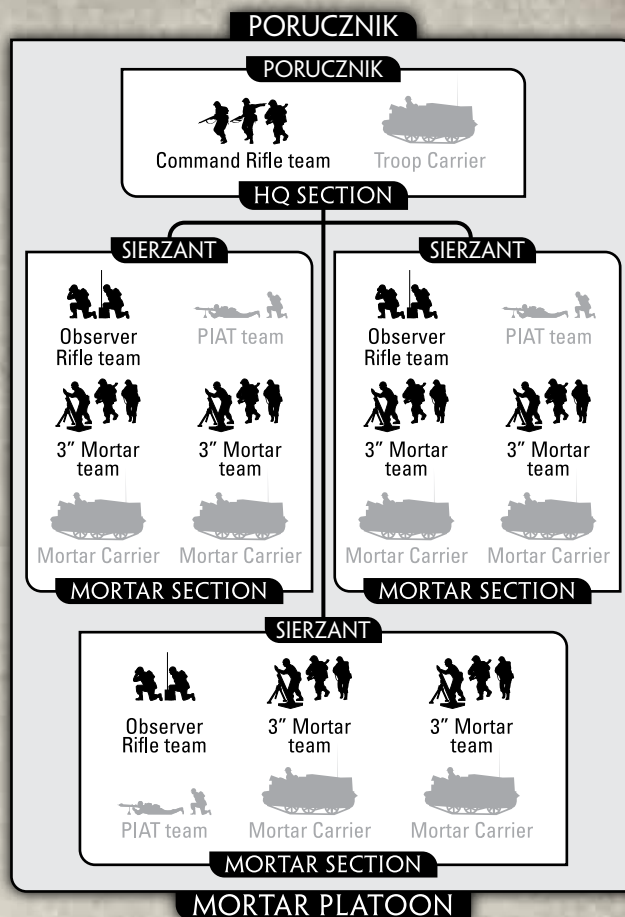 PORUCZNIK
PORUCZNIK
Command Rifle team
Troop Carrier
HQ SECTION
SIERZANT
Observer
Rifle team
PIAT team
3” Mortar
team
3” Mortar
team
Mortar Carrier
Mortar Carrier
MORTAR SECTION
SIERZANT
Observer
Rifle team
PIAT team
3” Mortar
team
3” Mortar
team
Mortar Carrier
Mortar Carrier
MORTAR SECTION
SIERZANT
Observer
Rifle team
3” Mortar
team
3” Mortar
team
PIAT team
Mortar Carrier
Mortar Carrier
MORTAR SECTION
MORTAR PLATOON